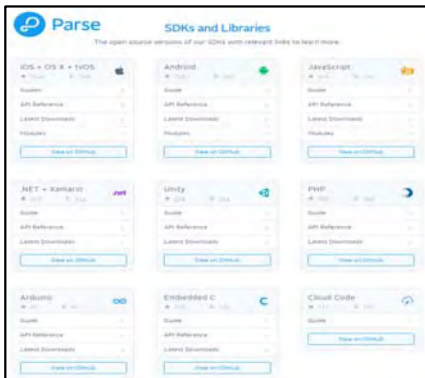 Parse
SDKs and Libraries
The open source versions of our SDKs with relevant links to learn more.
iOS + OS X + tvOS
Guides
API Reference
Latest Downloads
Modules
View on GitHub
Android
Guide
API Reference
Latest Downloads
Modules
View on GitHub
JavaScript
Guide
API Reference
Latest Downloads
Modules
View on GitHub
.NET + Xamarin
.net
Guide
API Reference
Latest Downloads
View on GitHub
Unity
Guide
API Reference
Latest Downloads
View on GitHub
PHP
Guide
API Reference
Latest Downloads
View on GitHub
Arduino
Guide
API Reference
Latest Downloads
View on GitHub
Embedded C
C
Guide
API Reference
Latest Downloads
View on GitHub
Cloud Code
Guide
View on GitHub